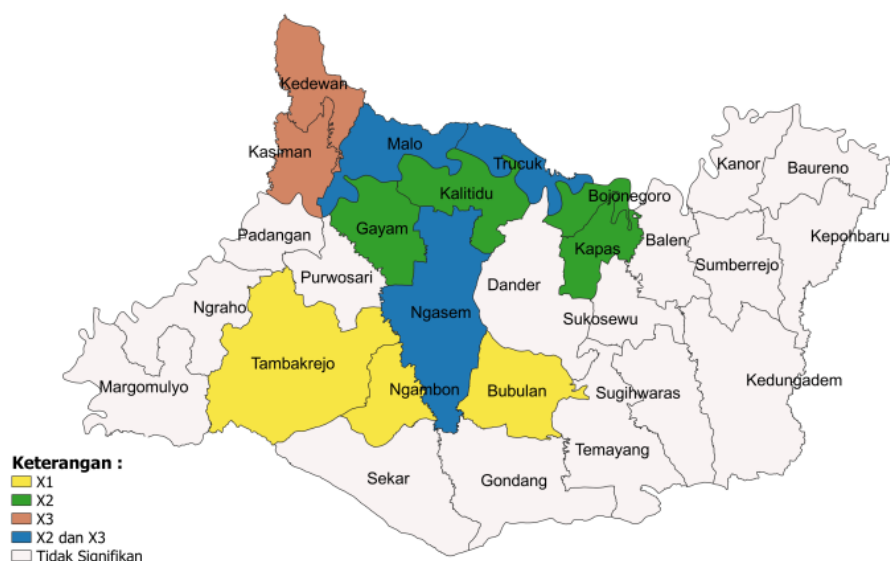 Kedewan
Kasiman
Malo
Trucuk
Kanor
Baureno
Kalitidu
Bojonegoro
Gayam
Padangan
Kapas
Balen
Kepohbaru
Purwosari
Sumberrejo
Dander
Ngraho
Ngasem
Sukosewu
Tambakrejo
Margomulyo
Ngambon
Bubulan
Sugihwaras
Kedungadem
Temayang
Sekar
Gondang
Keterangan :
X1
X2
X3
X2 dan X3
Tidak Signifikan